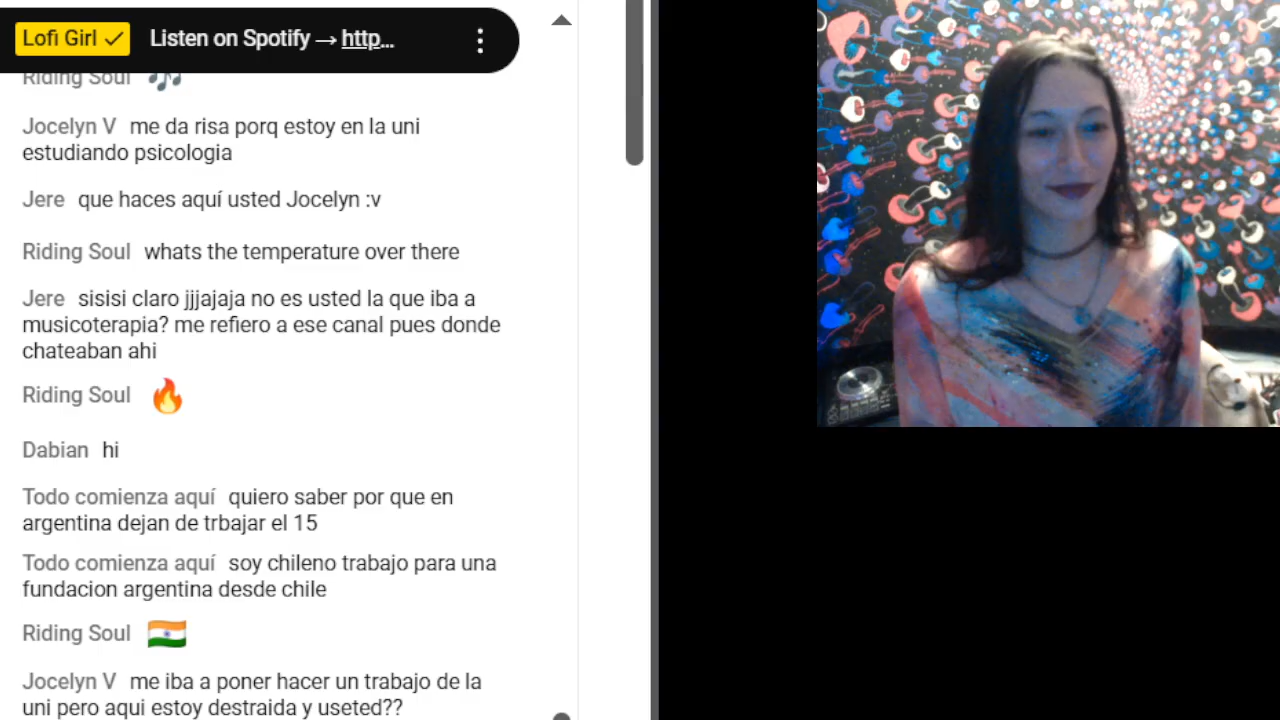 Lofi Girl ✓ Listen on Spotify → http...
Riding Soul 🎶
Jocelyn V me da risa porq estoy en la uni
estudiando psicologia
Jere que haces aquí usted Jocelyn :v
Riding Soul whats the temperature over there
Jere sisisi claro jjjajaja no es usted la que iba a
musicoterapia? me refiero a ese canal pues donde
chateaban ahi
Riding Soul 🔥
Dabian hi
Todo comienza aquí quiero saber por que en
argentina dejan de trbajar el 15
Todo comienza aquí soy chileno trabajo para una
fundacion argentina desde chile
Riding Soul 🇮🇳
Jocelyn V me iba a poner hacer un trabajo de la
uni pero aqui estoy destraida y useted??